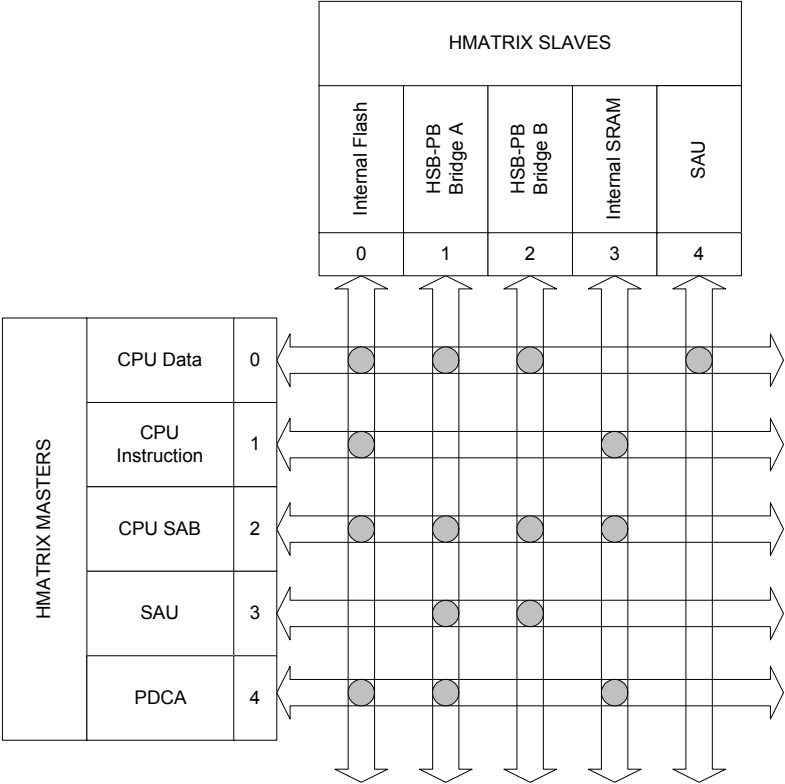 HMATRIX SLAVES
Internal Flash
HSB-PB
Bridge A
HSB-PB
Bridge B
Internal SRAM
SAU
0 1 2 3 4
HMATRIX MASTERS
CPU Data 0
CPU
Instruction 1
CPU SAB 2
SAU 3
PDCA 4